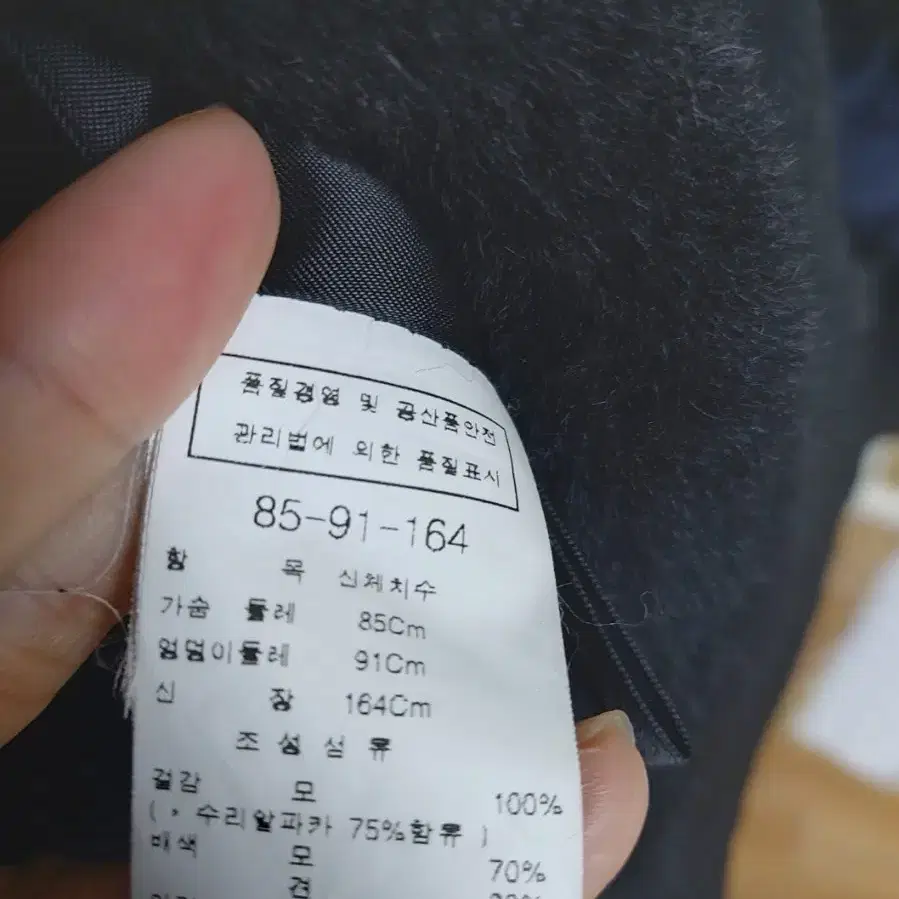 품질경영 및 공산품안전
관리법에 의한 품질표시
85-91-164
항 목 신체치수
가슴 둘레 85Cm
엉덩이둘레 91Cm
신 장 164Cm
조 성 섬 유
겉감 모 100%
( , 수리알파카 75%함유 )
배색 모 70%
견